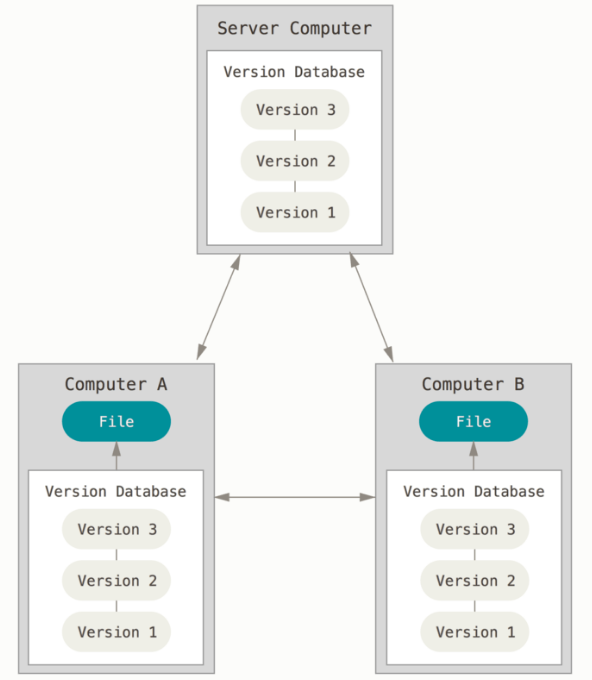 Server Computer
Version Database
Version 3
Version 2
Version 1
Computer A
File
Version Database
Version 3
Version 2
Version 1
Computer B
File
Version Database
Version 3
Version 2
Version 1